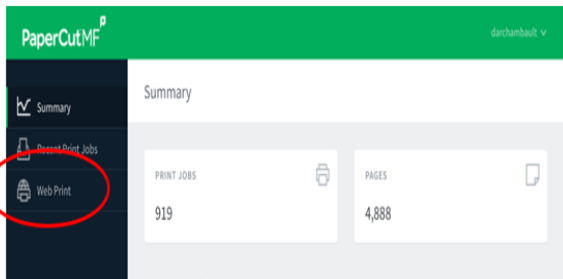 PaperCutMF P
darchambault
Summary
Recent Print Jobs
Web Print
Summary
PRINT JOBS
919
PAGES
4,888